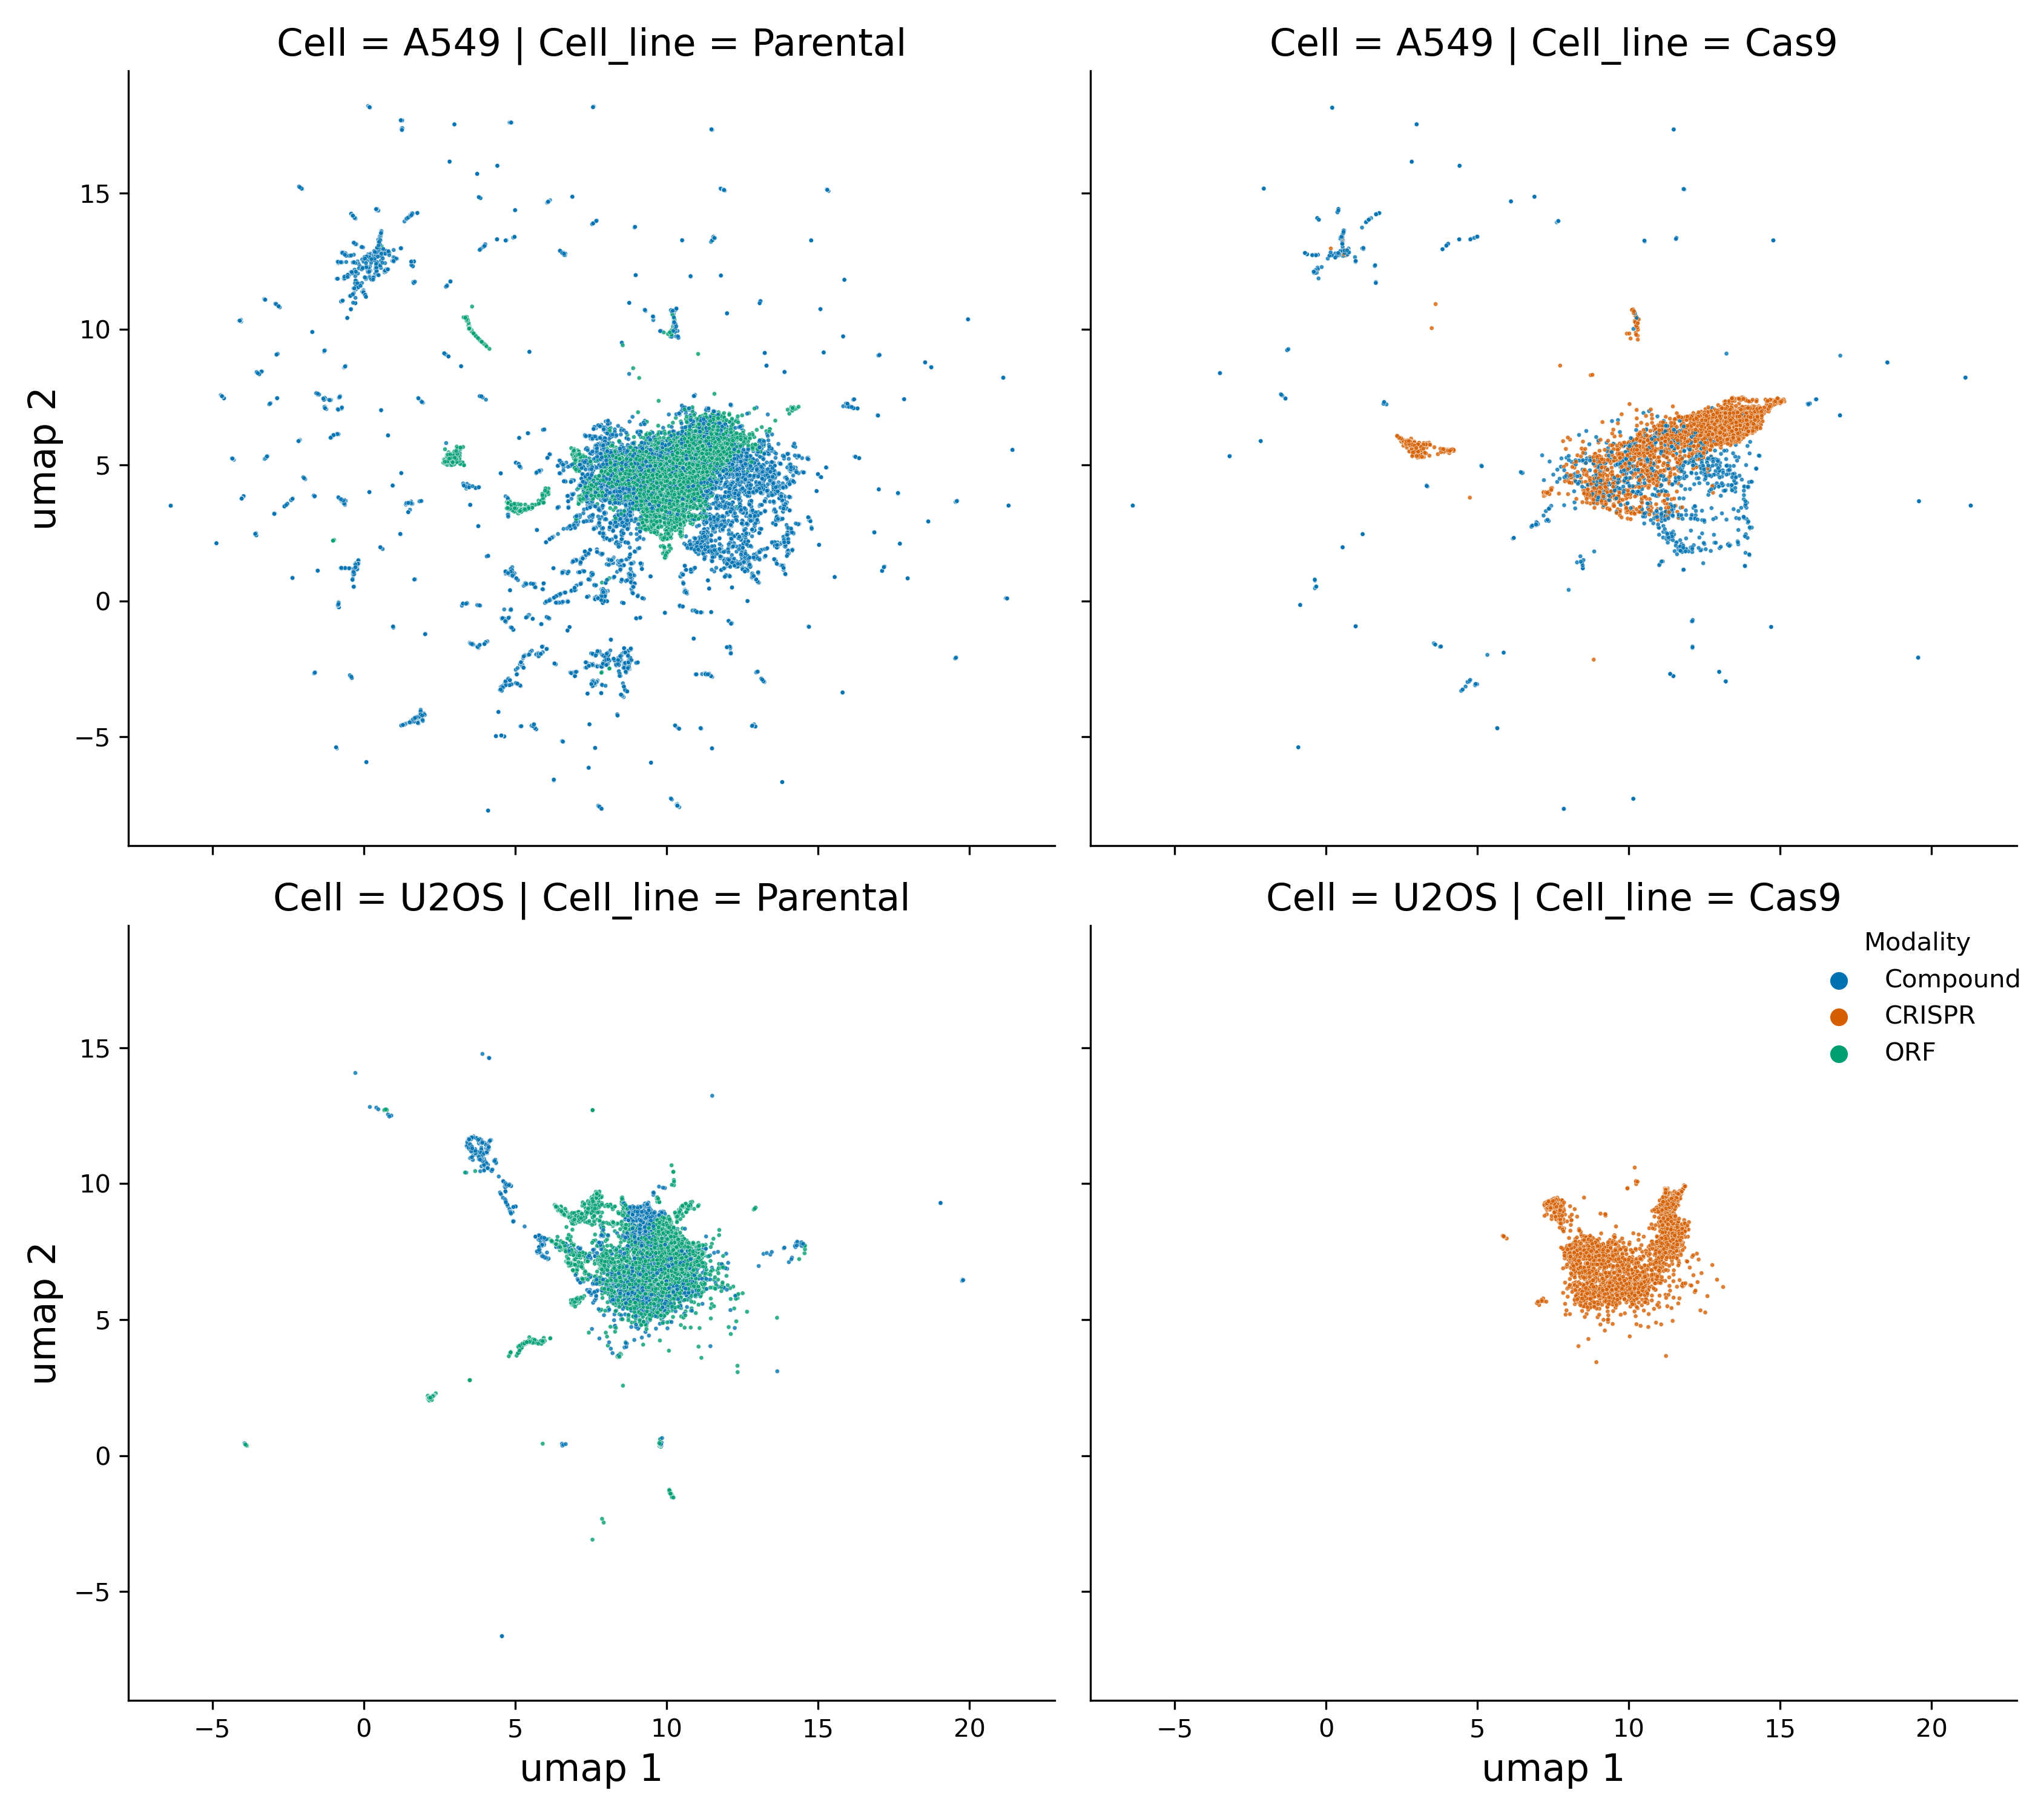 Cell = A549 | Cell_line = Parental
Cell = A549 | Cell_line = Cas9
umap 2
15
10
5
0
−5
Cell = U2OS | Cell_line = Parental
Cell = U2OS | Cell_line = Cas9
Modality
Compound
CRISPR
ORF
umap 2
15
10
5
0
−5
−5 0 5 10 15 20
−5 0 5 10 15 20
umap 1
umap 1